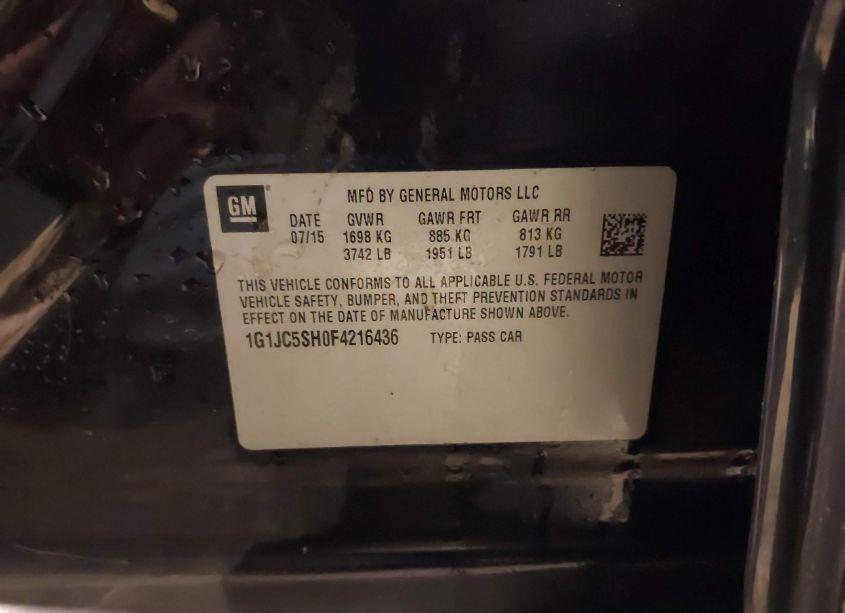 GM
MFD BY GENERAL MOTORS LLC
DATE GVWR GAWR FRT GAWR RR
07/15 1698 KG 885 KG 813 KG
3742 LB 1951 LB 1791 LB
THIS VEHICLE CONFORMS TO ALL APPLICABLE U.S. FEDERAL MOTOR
VEHICLE SAFETY, BUMPER, AND THEFT PREVENTION STANDARDS IN
EFFECT ON THE DATE OF MANUFACTURE SHOWN ABOVE.
1G1JC5SH0F4216436 TYPE: PASS CAR